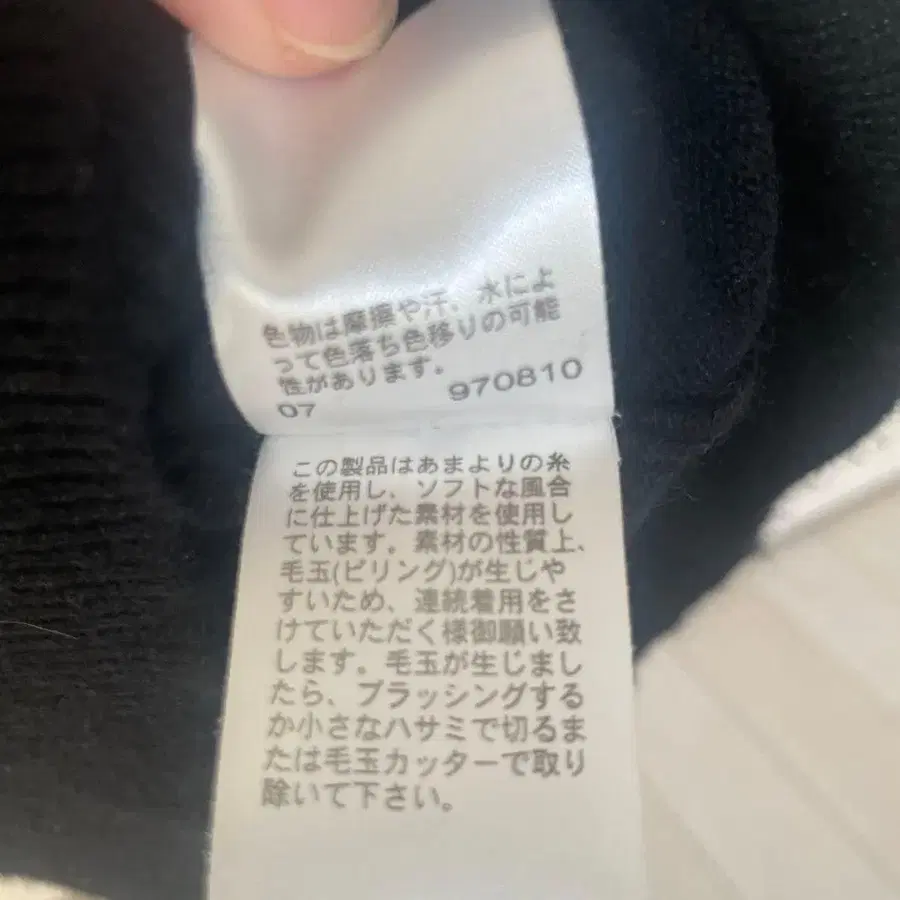 色物は摩擦や汗、水によ
って色落ち色移りの可能
性があります。
07 970810
この製品はあまよりの糸
を使用し、ソフトな風合
に仕上げた素材を使用し
ています。素材の性質上、
毛玉(ピリング)が生じや
すいため、連続着用をさ
けていただく様御願い致
します。毛玉が生じまし
たら、ブラッシングする
か小さなハサミで切るま
たは毛玉カッターで取り
除いて下さい。